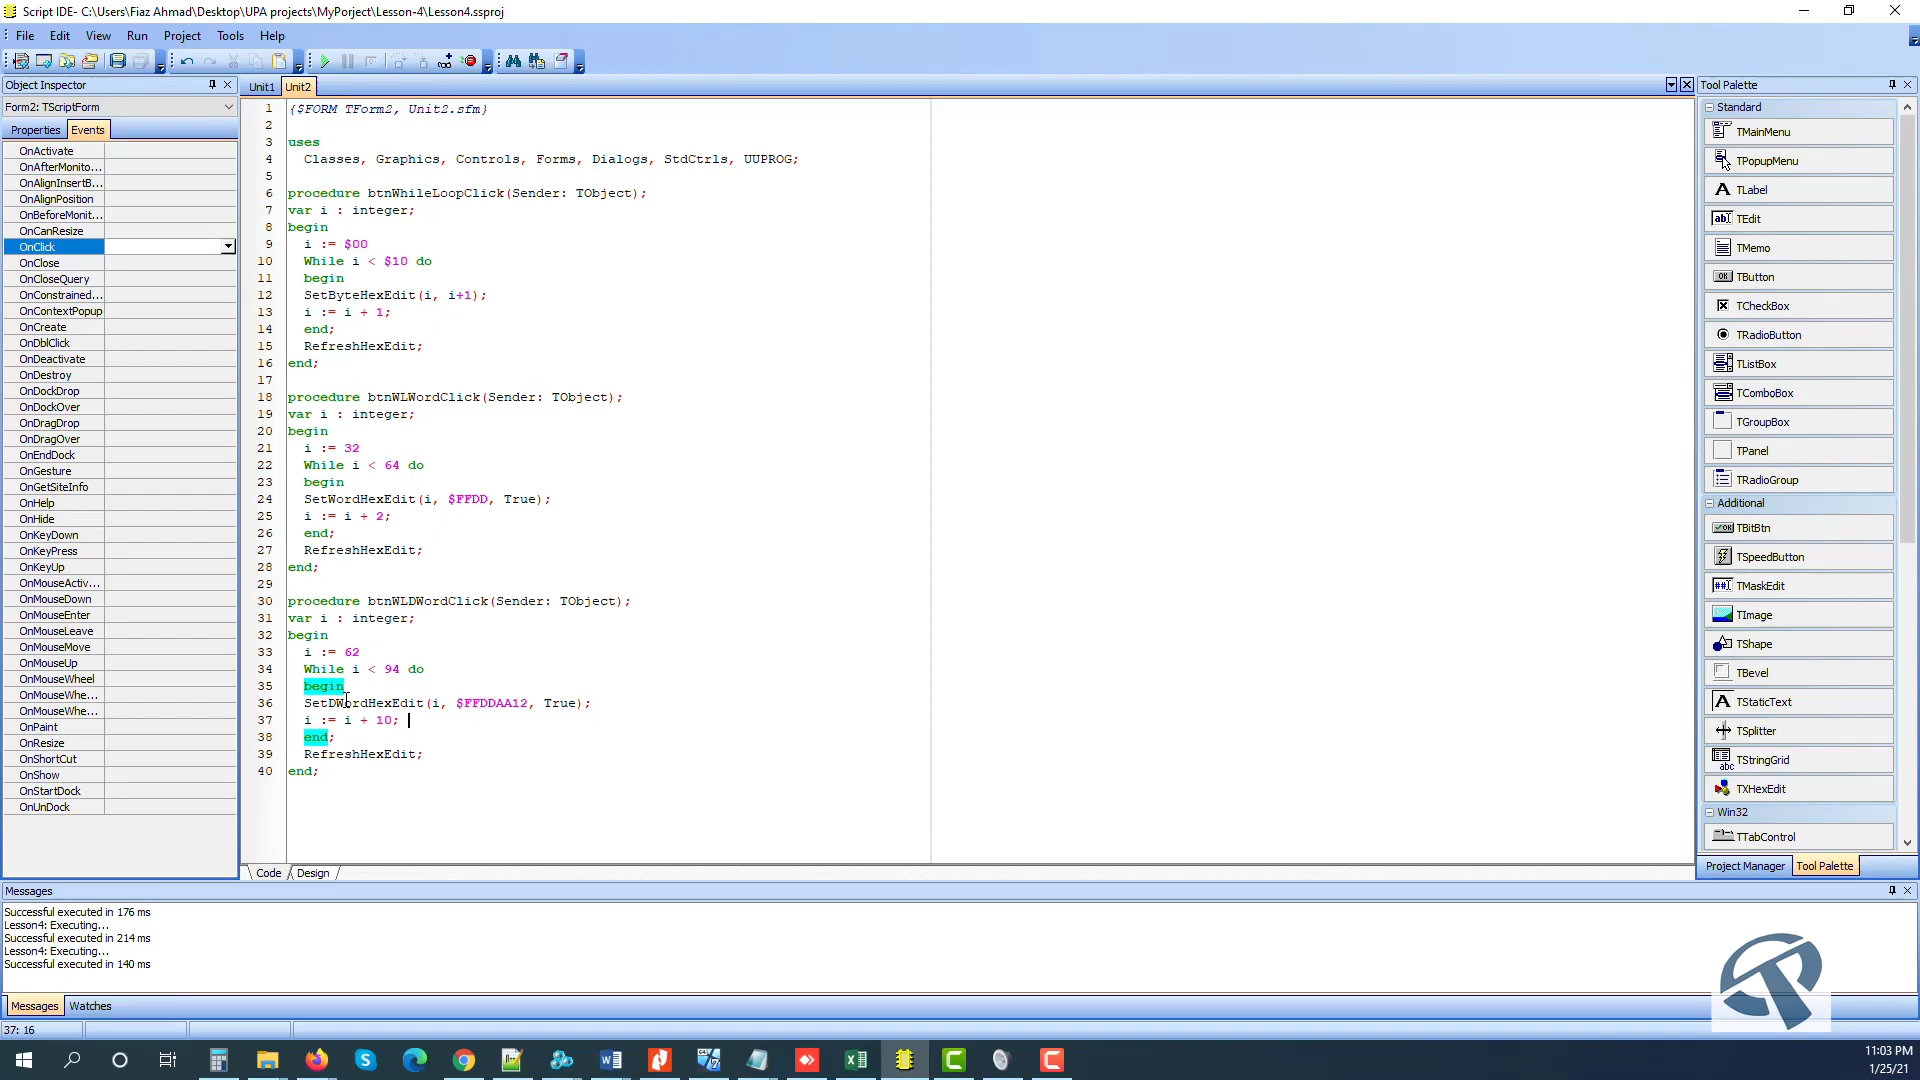 Script IDE- C:\Users\Fiaz Ahmad\Desktop\UPA projects\MyPorject\Lesson-4\Lesson4.ssproj
File Edit View Run Project Tools Help
Object Inspector
Form2: TScriptForm
Properties Events
OnActivate
OnAfterMonito...
OnAlignInsertB...
OnAlignPosition
OnBeforeMonit...
OnCanResize
OnClick
OnClose
OnCloseQuery
OnConstrained...
OnContextPopup
OnCreate
OnDblClick
OnDeactivate
OnDestroy
OnDockDrop
OnDockOver
OnDragDrop
OnDragOver
OnEndDock
OnGesture
OnGetSiteInfo
OnHelp
OnHide
OnKeyDown
OnKeyPress
OnKeyUp
OnMouseActiv...
OnMouseDown
OnMouseEnter
OnMouseLeave
OnMouseMove
OnMouseUp
OnMouseWheel
OnMouseWhe...
OnMouseWhe...
OnPaint
OnResize
OnShortCut
OnShow
OnStartDock
OnUnDock
Unit1 Unit2
1 {$FORM TForm2, Unit2.sfm}
2
3 uses
4 Classes, Graphics, Controls, Forms, Dialogs, StdCtrls, UUPROG;
5
6 procedure btnWhileLoopClick(Sender: TObject);
7 var i : integer;
8 begin
9 i := $00
10 While i < $10 do
11 begin
12 SetByteHexEdit(i, i+1);
13 i := i + 1;
14 end;
15 RefreshHexEdit;
16 end;
17
18 procedure btnWLWordClick(Sender: TObject);
19 var i : integer;
20 begin
21 i := 32
22 While i < 64 do
23 begin
24 SetWordHexEdit(i, $FFDD, True);
25 i := i + 2;
26 end;
27 RefreshHexEdit;
28 end;
29
30 procedure btnWLDWordClick(Sender: TObject);
31 var i : integer;
32 begin
33 i := 62
34 While i < 94 do
35 begin
36 SetDWordHexEdit(i, $FFDDAA12, True);
37 i := i + 10;
38 end;
39 RefreshHexEdit;
40 end;
Code Design
Tool Palette
Standard
TMainMenu
TPopupMenu
TLabel
TEdit
TMemo
TButton
TCheckBox
TRadioButton
TListBox
TComboBox
TGroupBox
TPanel
TRadioGroup
Additional
TBitBtn
TSpeedButton
TMaskEdit
TImage
TShape
TBevel
TStaticText
TSplitter
TStringGrid
TXHexEdit
Win32
TTabControl
Project Manager Tool Palette
Messages
Successful executed in 176 ms
Lesson4: Executing...
Successful executed in 214 ms
Lesson4: Executing...
Successful executed in 140 ms
Messages Watches
37: 16
11:03 PM
1/25/21